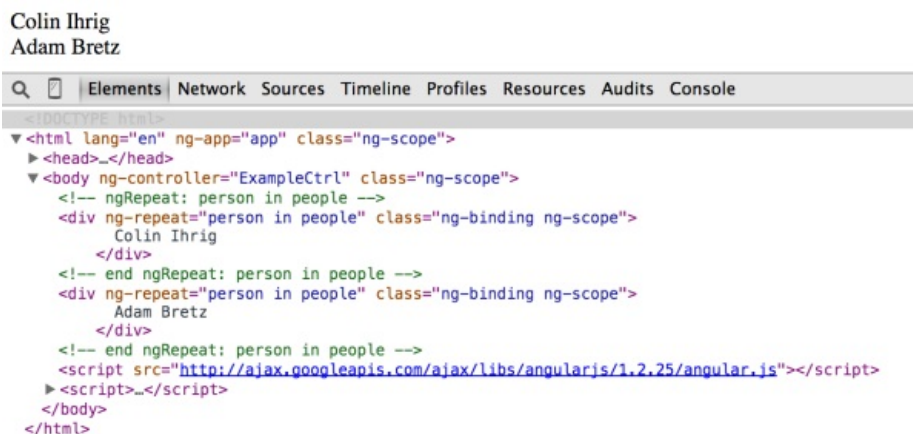 Colin Ihrig
Adam Bretz
Elements Network Sources Timeline Profiles Resources Audits Console
<!DOCTYPE html>
▼<html lang="en" ng-app="app" class="ng-scope">
▶<head>…</head>
▼<body ng-controller="ExampleCtrl" class="ng-scope">
<!-- ngRepeat: person in people -->
<div ng-repeat="person in people" class="ng-binding ng-scope">
Colin Ihrig
</div>
<!-- end ngRepeat: person in people -->
<div ng-repeat="person in people" class="ng-binding ng-scope">
Adam Bretz
</div>
<!-- end ngRepeat: person in people -->
<script src="http://ajax.googleapis.com/ajax/libs/angularjs/1.2.25/angular.js"></script>
▶<script>…</script>
</body>
</html>